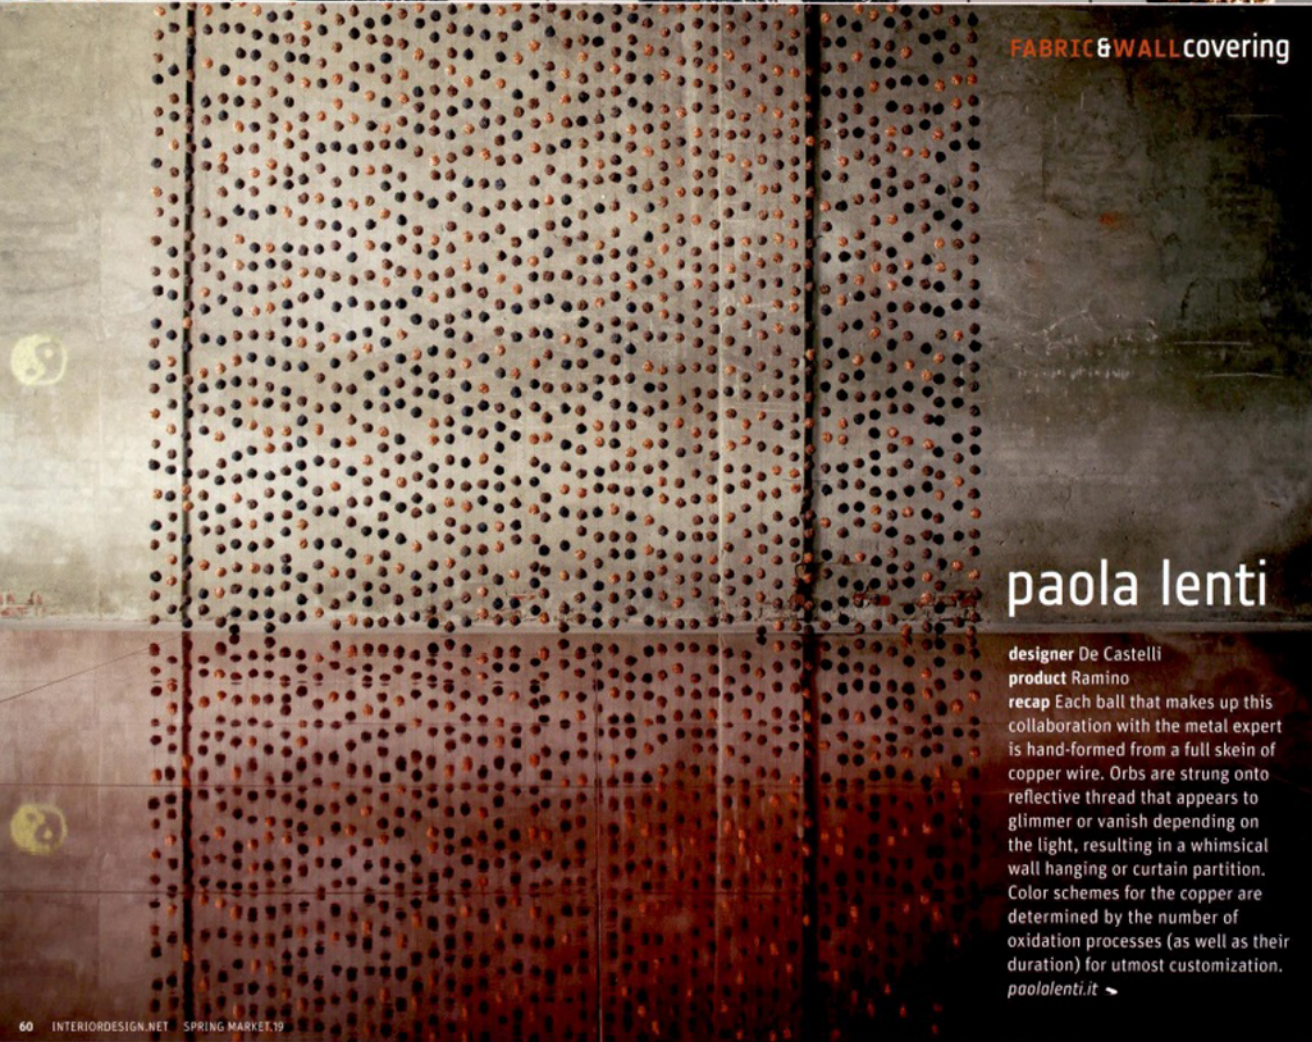 FABRIC&WALLcovering
paola lenti
designer De Castelli
product Ramino
recap Each ball that makes up this
collaboration with the metal expert
is hand-formed from a full skein of
copper wire. Orbs are strung onto
reflective thread that appears to
glimmer or vanish depending on
the light, resulting in a whimsical
wall hanging or curtain partition.
Color schemes for the copper are
determined by the number of
oxidation processes (as well as their
duration) for utmost customization.
paolalenti.it
60 INTERIORDESIGN.NET SPRING MARKET.19